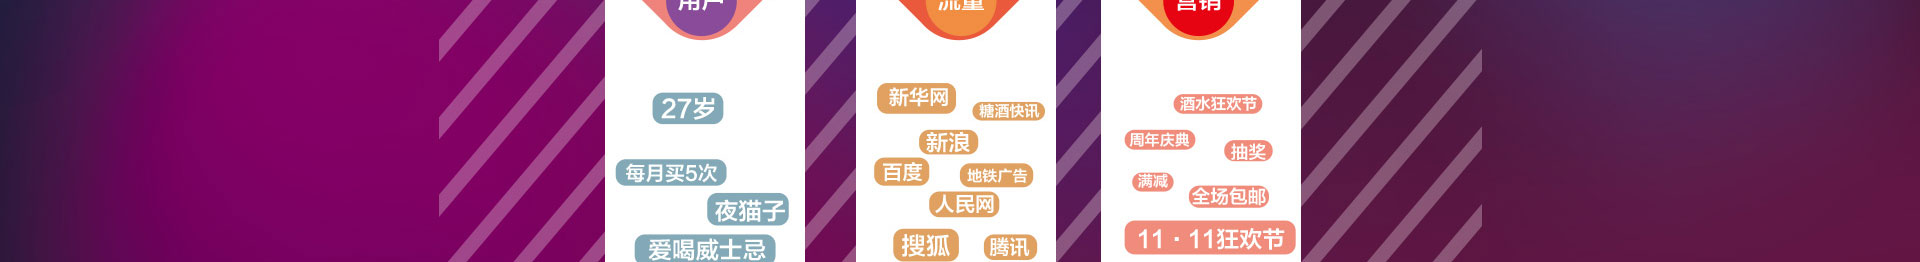 用户
27岁
每月买5次
夜猫子
爱喝威士忌
流量
新华网
糖酒快讯
新浪
百度
地铁广告
人民网
搜狐
腾讯
营销
酒水狂欢节
周年庆典
抽奖
满减
全场包邮
11·11狂欢节